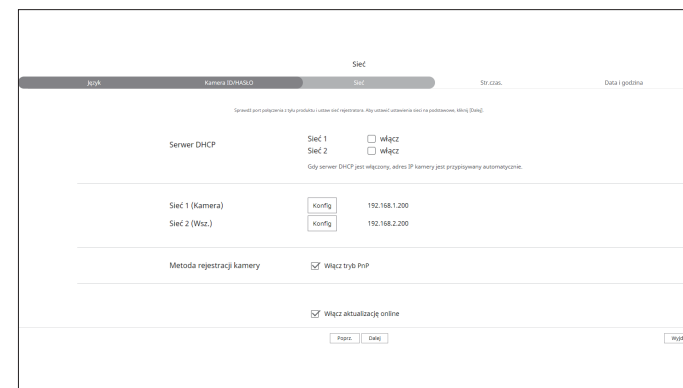 Sieć
Język Kamera ID/HASŁO Sieć Str.czas. Data i godzina
Sprawdź port połączenia z tyłu produktu i ustaw sieć rejestratora. Aby ustawić ustawienia sieci na podstawowe, kliknij [Dalej].
Serwer DHCP
Sieć 1 włącz
Sieć 2 włącz
Gdy serwer DHCP jest włączony, adres IP kamery jest przypisywany automatycznie.
Sieć 1 (Kamera) Konfig 192.168.1.200
Sieć 2 (Wsz.) Konfig 192.168.2.200
Metoda rejestracji kamery Włącz tryb PnP
Włącz aktualizację online
Poprz. Dalej Wyjd